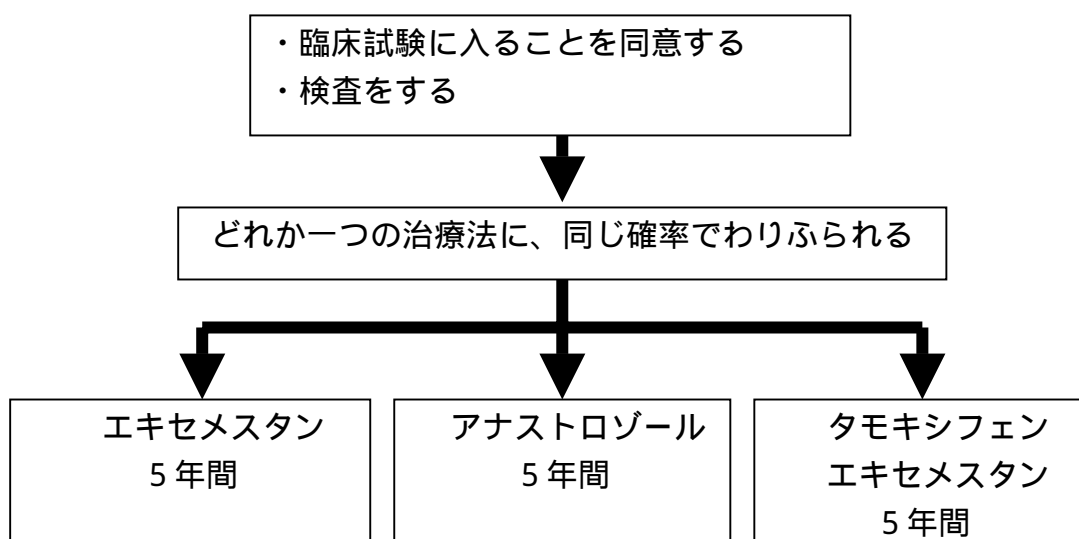 ・臨床試験に入ることを同意する
・検査をする
どれか一つの治療法に、同じ確率でわりふられる
エキセメスタン
5年間
アナストロゾール
5年間
タモキシフェン
エキセメスタン
5年間